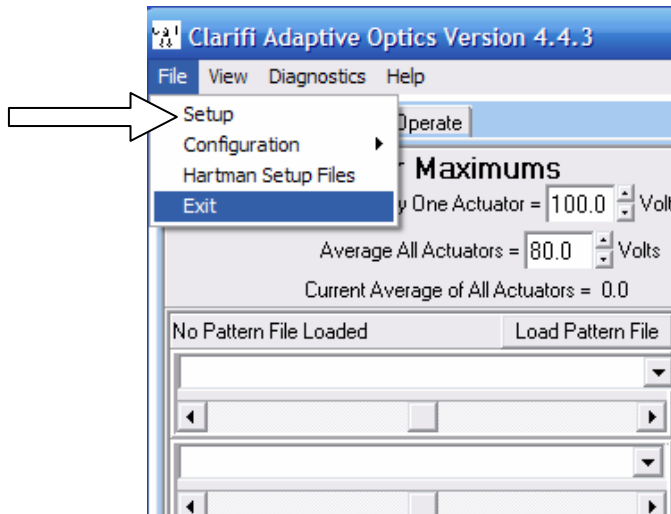 Clarifi Adaptive Optics Version 4.4.3
File View Diagnostics Help
Setup
Operate
Configuration
Maximums
Hartman Setup Files
Exit
One Actuator = 100.0 Volt
Average All Actuators = 80.0 Volts
Current Average of All Actuators = 0.0
No Pattern File Loaded Load Pattern File